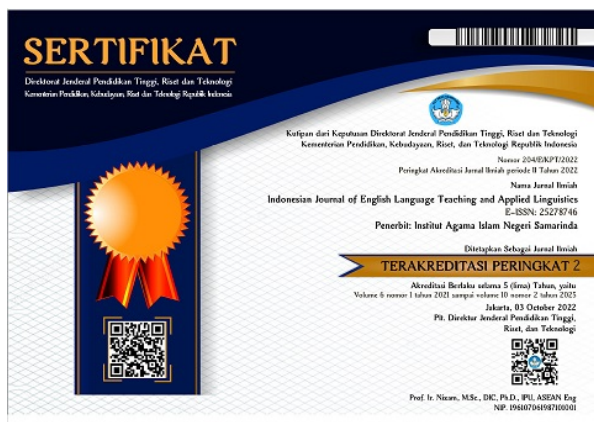 SERTIFIKAT
Direktorat Jenderal Pendidikan Tinggi, Riset dan Teknologi
Kementerian Pendidikan, Kebudayaan, Riset dan Teknologi Republik Indonesia
Kutipan dari Keputusan Direktorat Jenderal Pendidikan Tinggi, Riset dan Teknologi
Kementerian Pendidikan, Kebudayaan, Riset, dan Teknologi Republik Indonesia
Nomor 204/E/KPT/2022
Peringkat Akreditasi Jurnal Ilmiah periode II Tahun 2022
Nama Jurnal Ilmiah
Indonesian Journal of English Language Teaching and Applied Linguistics
E-ISSN: 25278746
Penerbit: Institut Agama Islam Negeri Samarinda
Ditetapkan Sebagai Jurnal Ilmiah
TERAKREDITASI PERINGKAT 2
Akreditasi Berlaku selama 5 (lima) Tahun, yaitu
Volume 6 nomor 1 tahun 2021 sampai volume 10 nomor 2 tahun 2025
Jakarta, 03 October 2022
Plt. Direktur Jenderal Pendidikan Tinggi,
Riset, dan Teknologi
Prof. Ir. Nizam, M.Sc., DIC, Ph.D., IPU, ASEAN Eng
NIP. 196107061987101001